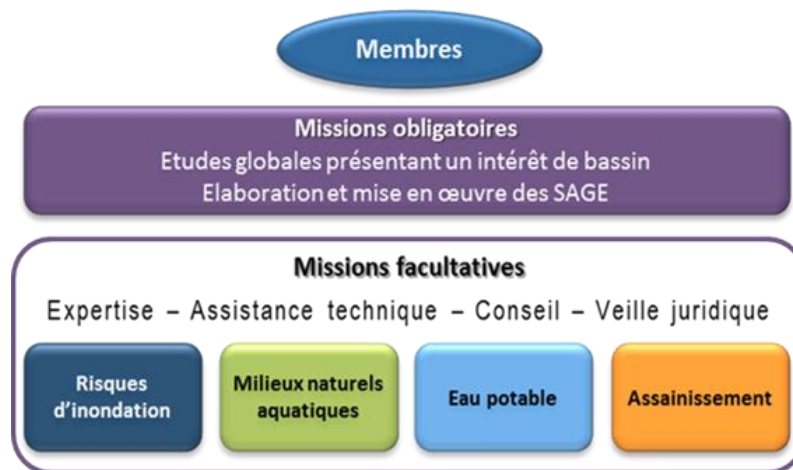 Membres
Missions obligatoires
Etudes globales présentant un intérêt de bassin
Elaboration et mise en œuvre des SAGE
Missions facultatives
Expertise – Assistance technique – Conseil – Veille juridique
Risques
d'inondation
Milieux naturels
aquatiques
Eau potable
Assainissement